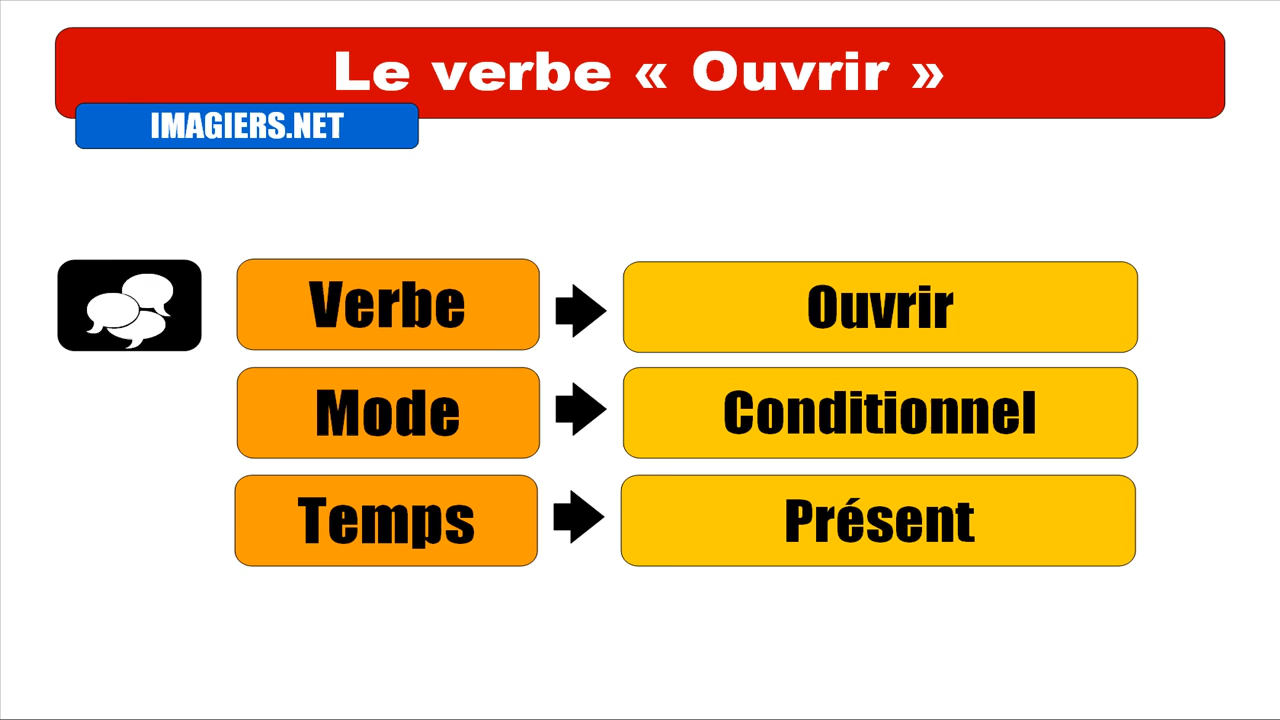 Le verbe « Ouvrir »
IMAGIERS.NET
Verbe Ouvrir
Mode Conditionnel
Temps Présent